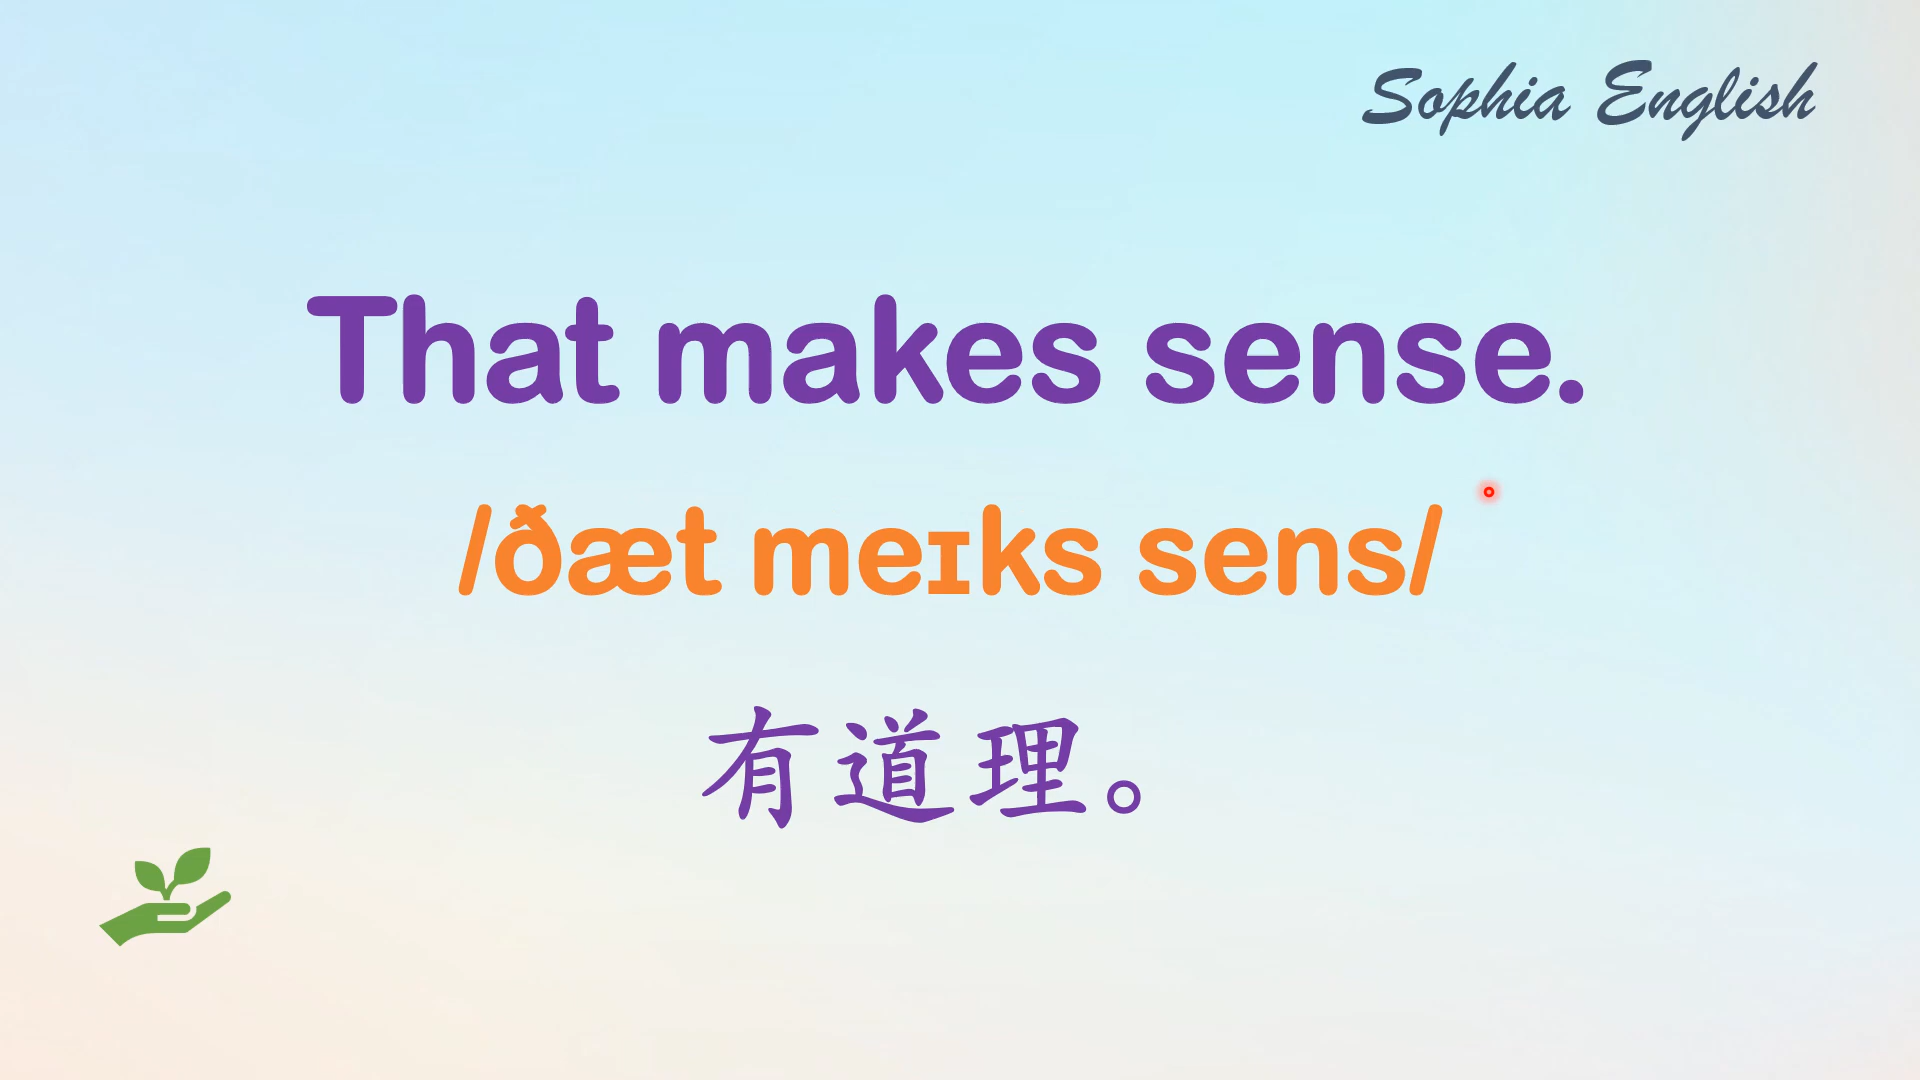 Sophia English
That makes sense.
/ðæt meɪks sens/
有道理。